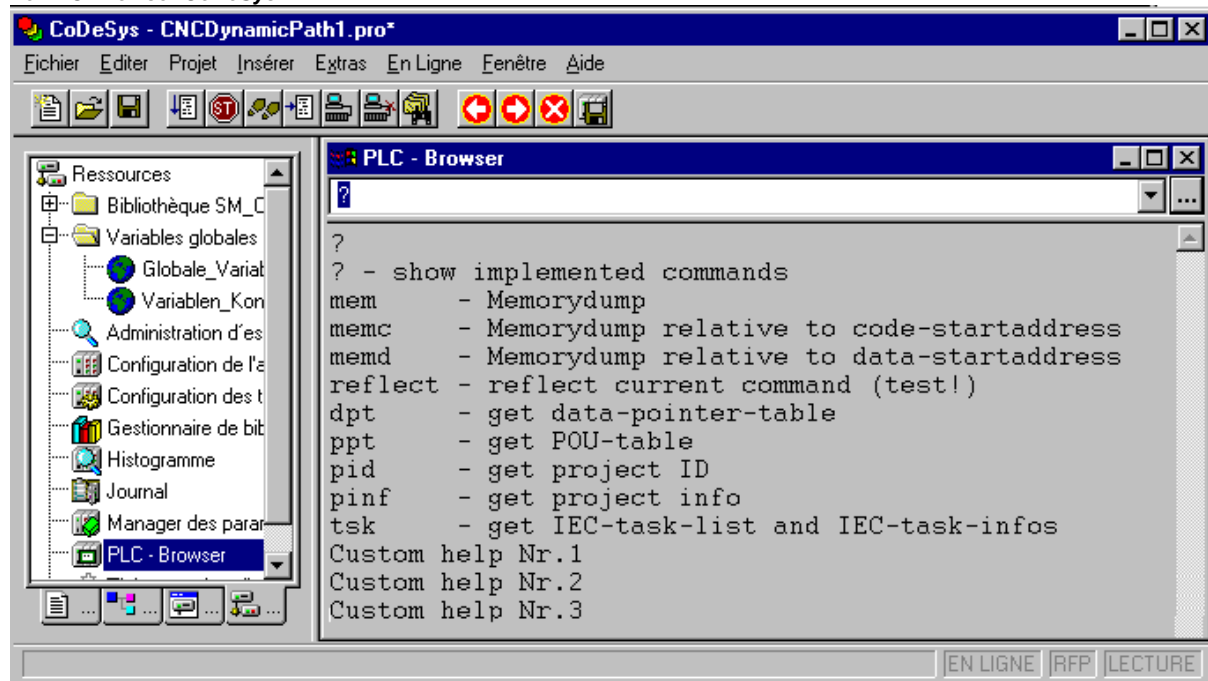 CoDeSys - CNCDynamicPath1.pro*
Fichier Editer Projet Insérer Extras En Ligne Fenêtre Aide
Ressources
Bibliothèque SM_C
Variables globales
Globale_Variab
Variablen_Kon
Administration d´es
Configuration de l'a
Configuration des t
Gestionnaire de bib
Histogramme
Journal
Manager des param
PLC - Browser
... ... ... ...
PLC - Browser
?
...
?
? - show implemented commands
mem - Memorydump
memc - Memorydump relative to code-startaddress
memd - Memorydump relative to data-startaddress
reflect - reflect current command (test!)
dpt - get data-pointer-table
ppt - get POU-table
pid - get project ID
pinf - get project info
tsk - get IEC-task-list and IEC-task-infos
Custom help Nr.1
Custom help Nr.2
Custom help Nr.3
EN LIGNE RFP LECTURE